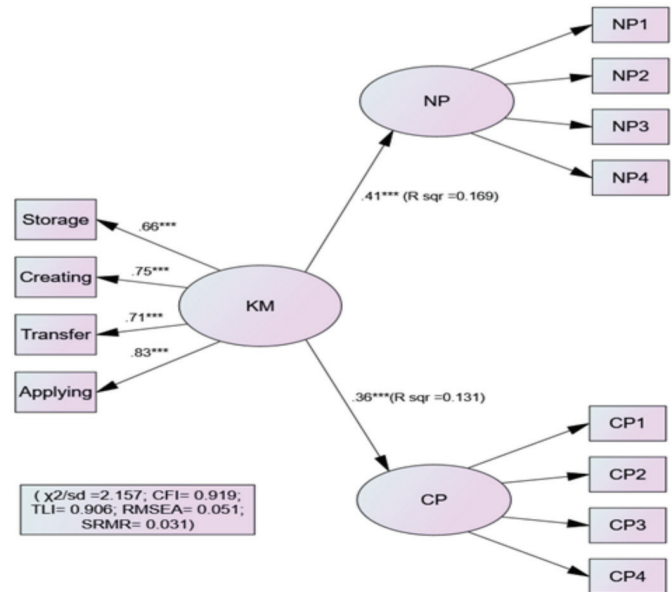 NP1
NP2
NP
NP3
NP4
.41*** (R sqr =0.169)
Storage
.66***
Creating
.75***
KM
Transfer
.71***
.83***
Applying
.36***(R sqr =0.131)
CP1
CP2
CP
CP3
CP4
( χ2/sd =2.157; CFI= 0.919;
TLI= 0.906; RMSEA= 0.051;
SRMR= 0.031)